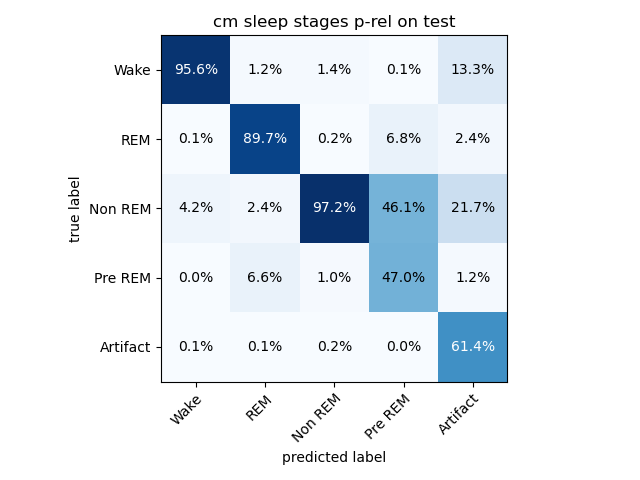 cm sleep stages p-rel on test
Wake 95.6% 1.2% 1.4% 0.1% 13.3%
REM 0.1% 89.7% 0.2% 6.8% 2.4%
Non REM 4.2% 2.4% 97.2% 46.1% 21.7%
Pre REM 0.0% 6.6% 1.0% 47.0% 1.2%
Artifact 0.1% 0.1% 0.2% 0.0% 61.4%
true label
Wake REM Non REM Pre REM Artifact
predicted label